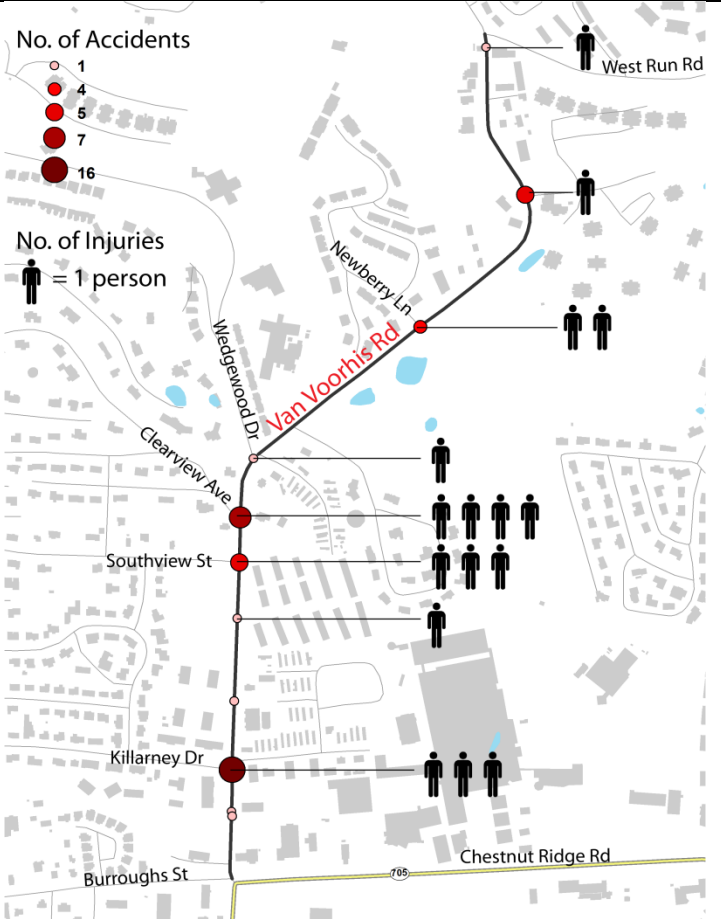 No. of Accidents
1
4
5
7
16
No. of Injuries
= 1 person
West Run Rd
Newberry Ln
Van Voorhis Rd
Wedgewood Dr
Clearview Ave
Southview St
Killarney Dr
Chestnut Ridge Rd
705
Burroughs St